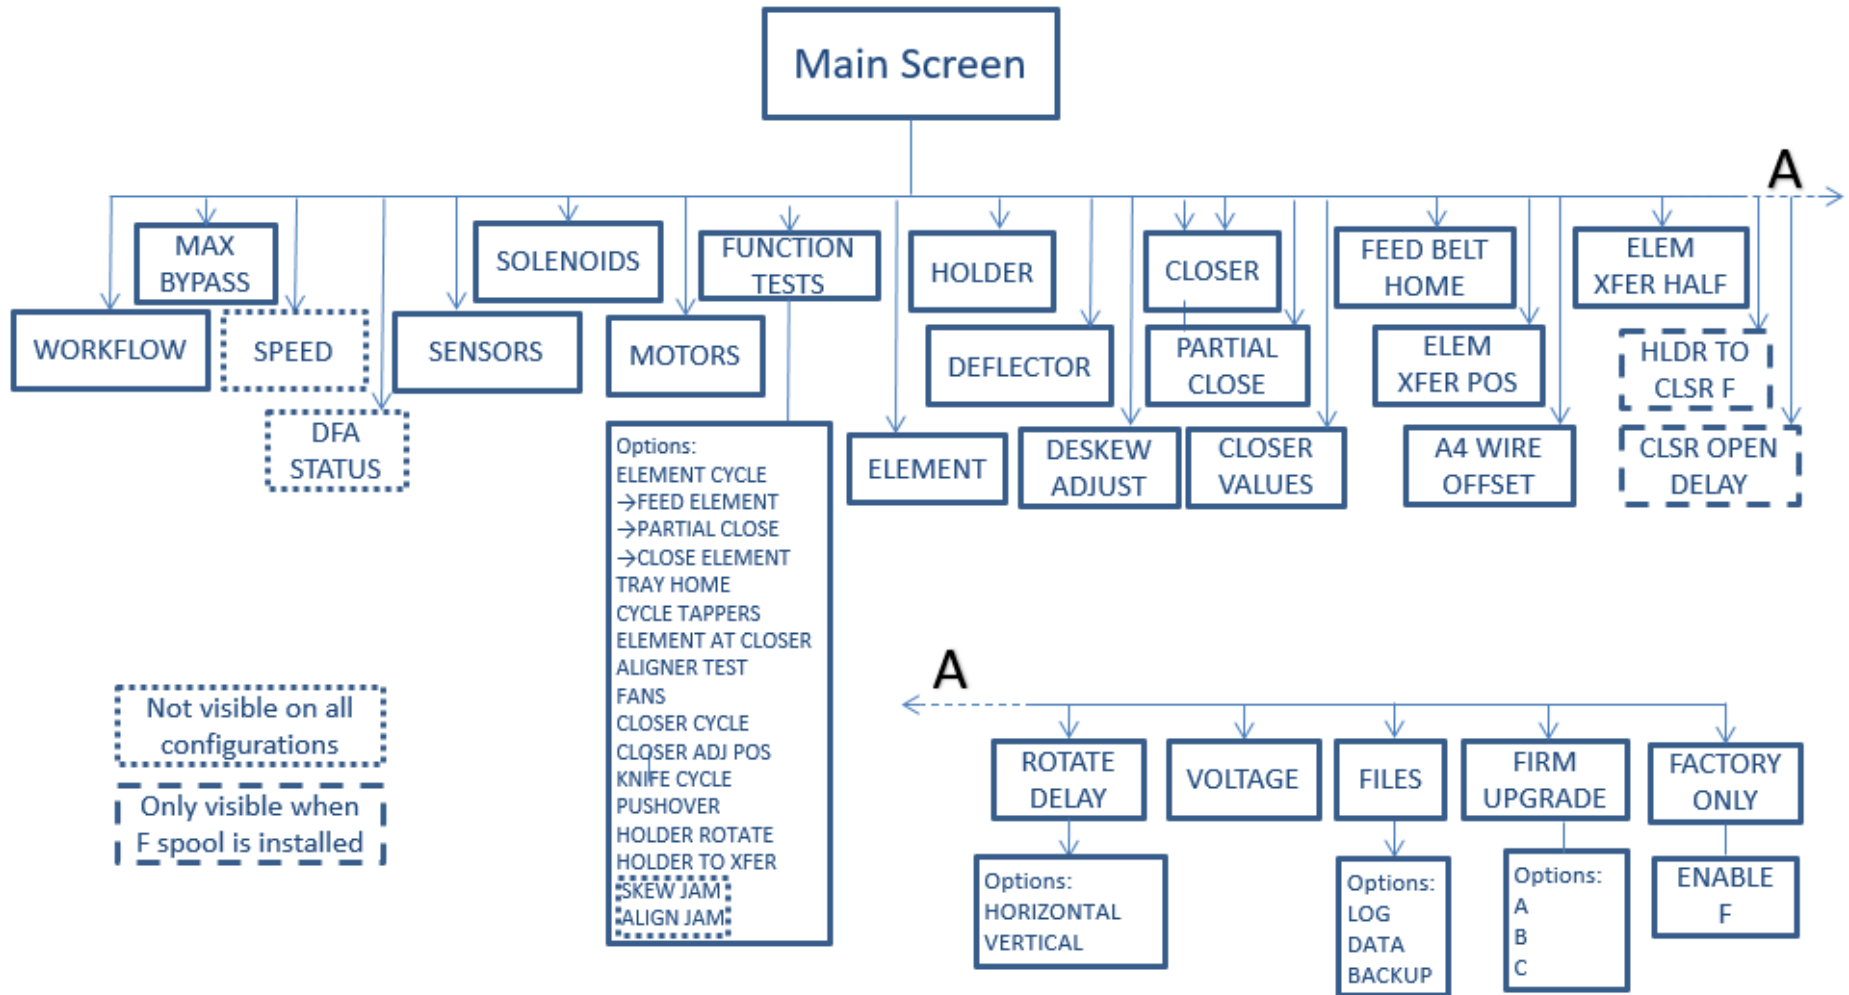 Main Screen
A
MAX
BYPASS
SOLENOIDS
FUNCTION
TESTS
HOLDER
CLOSER
FEED BELT
HOME
ELEM
XFER HALF
WORKFLOW
SPEED
SENSORS
MOTORS
DEFLECTOR
PARTIAL
CLOSE
ELEM
XFER POS
HLDR TO
CLSR F
DFA
STATUS
ELEMENT
DESKEW
ADJUST
CLOSER
VALUES
A4 WIRE
OFFSET
CLSR OPEN
DELAY
Options:
ELEMENT CYCLE
→FEED ELEMENT
→PARTIAL CLOSE
→CLOSE ELEMENT
TRAY HOME
CYCLE TAPPERS
ELEMENT AT CLOSER
ALIGNER TEST
FANS
CLOSER CYCLE
CLOSER ADJ POS
KNIFE CYCLE
PUSHOVER
HOLDER ROTATE
HOLDER TO XFER
SKEW JAM
ALIGN JAM
Not visible on all
configurations
Only visible when
F spool is installed
A
ROTATE
DELAY
VOLTAGE
FILES
FIRM
UPGRADE
FACTORY
ONLY
Options:
HORIZONTAL
VERTICAL
Options:
LOG
DATA
BACKUP
Options:
A
B
C
ENABLE
F